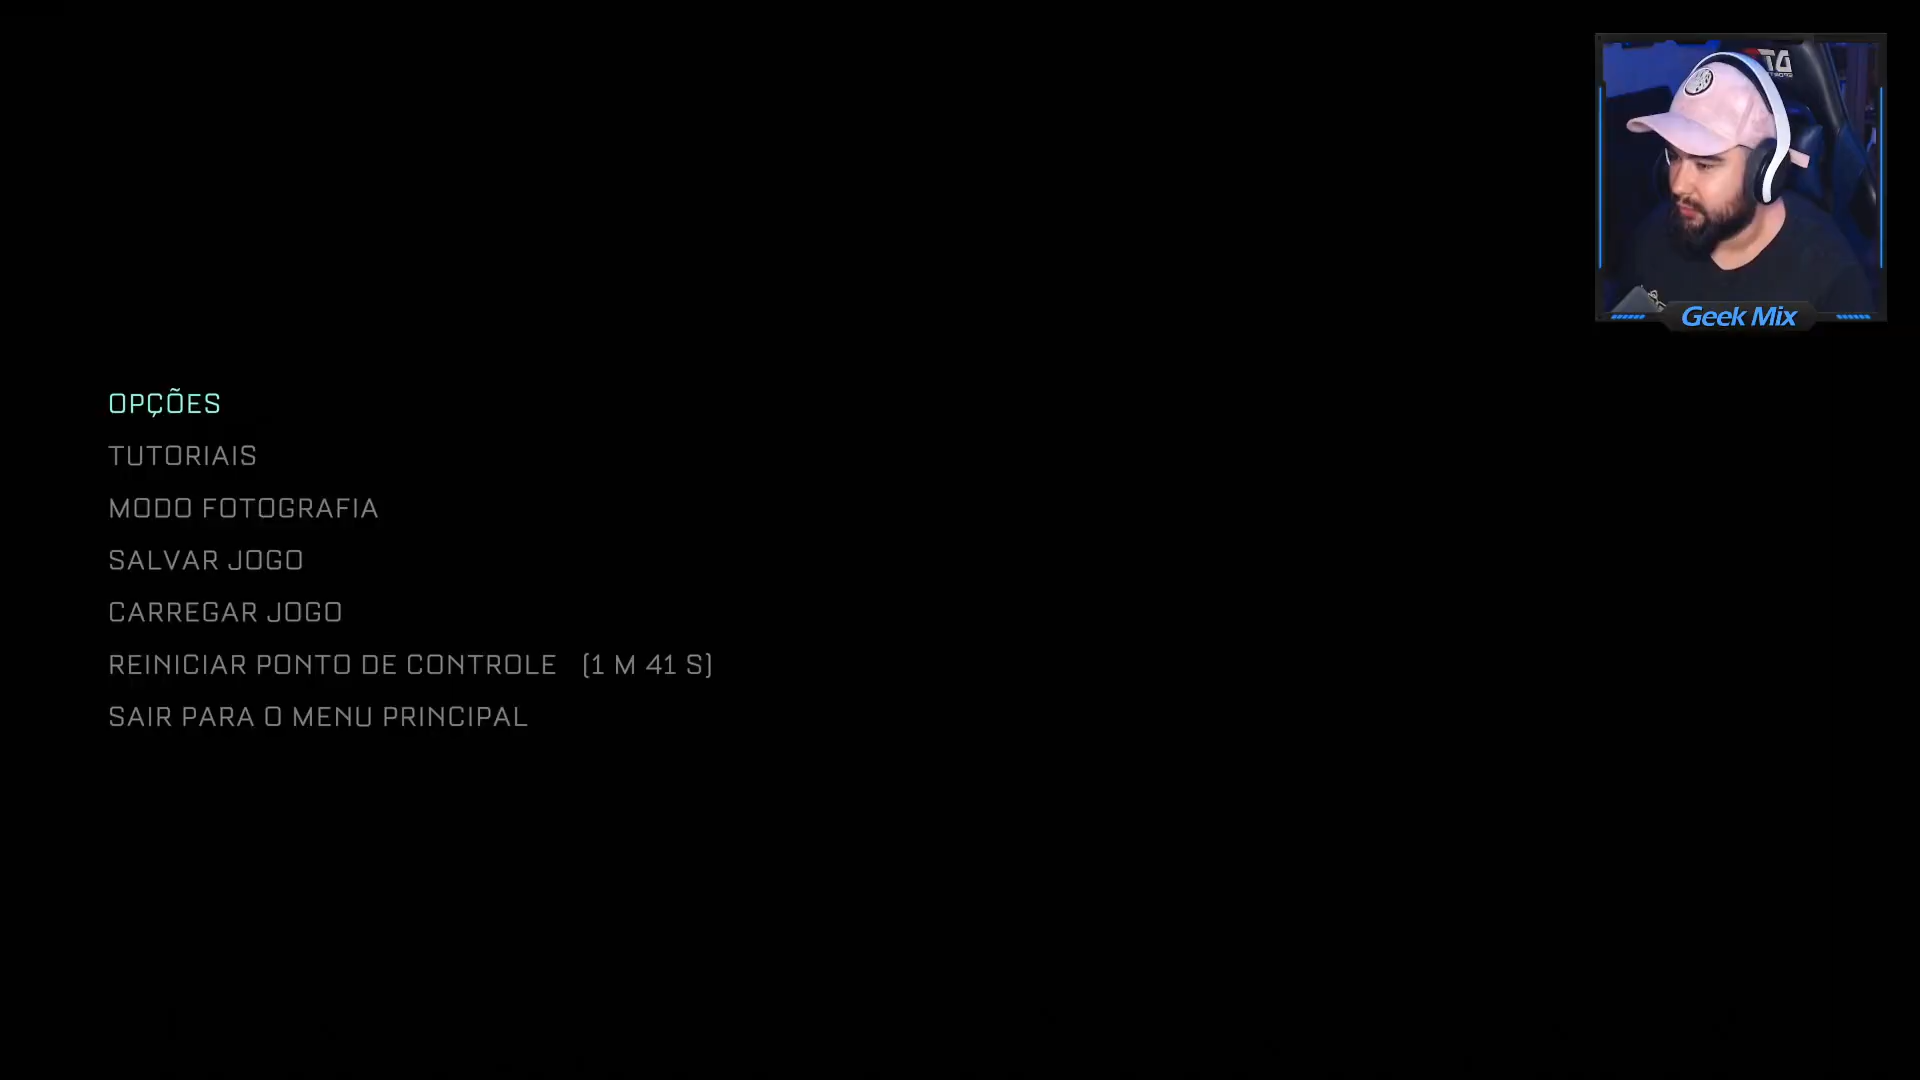 TG
Geek Mix
OPÇÕES
TUTORIAIS
MODO FOTOGRAFIA
SALVAR JOGO
CARREGAR JOGO
REINICIAR PONTO DE CONTROLE (1 M 41 S)
SAIR PARA O MENU PRINCIPAL